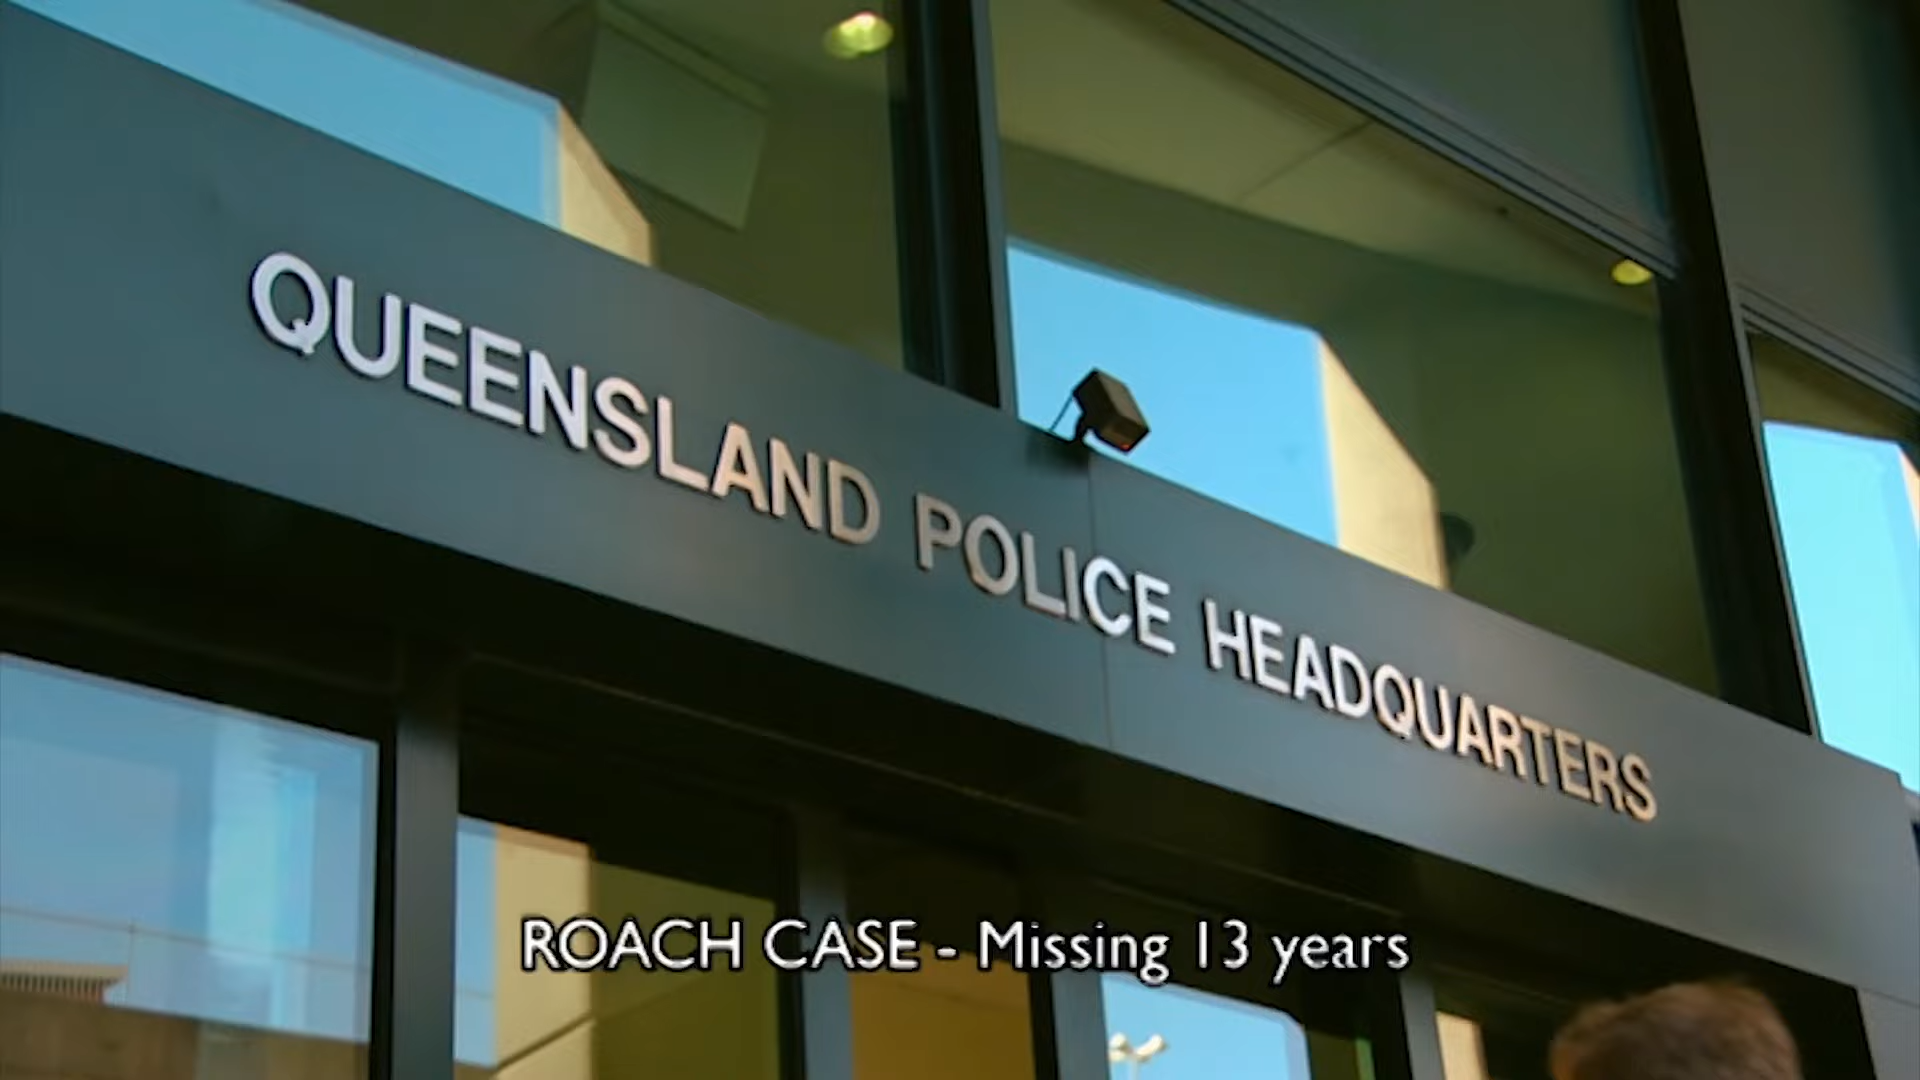 QUEENSLAND POLICE HEADQUARTERS
ROACH CASE - Missing 13 years